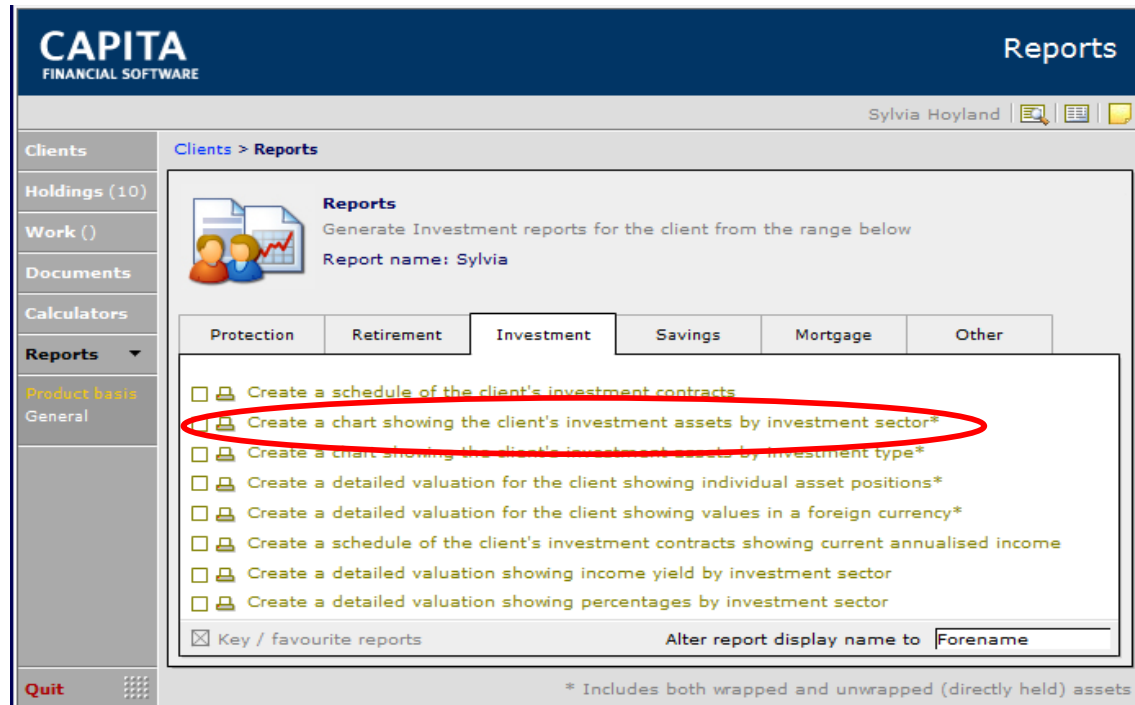 CAPITA
FINANCIAL SOFTWARE
Reports
Sylvia Hoyland
Clients
Holdings (10)
Work ()
Documents
Calculators
Reports
Product basis
General
Quit
Clients > Reports
Reports
Generate Investment reports for the client from the range below
Report name: Sylvia
Protection Retirement Investment Savings Mortgage Other
Create a schedule of the client's investment contracts
Create a chart showing the client's investment assets by investment sector*
Create a chart showing the client's investment assets by investment type*
Create a detailed valuation for the client showing individual asset positions*
Create a detailed valuation for the client showing values in a foreign currency*
Create a schedule of the client's investment contracts showing current annualised income
Create a detailed valuation showing income yield by investment sector
Create a detailed valuation showing percentages by investment sector
Key / favourite reports Alter report display name to Forename
* Includes both wrapped and unwrapped (directly held) assets